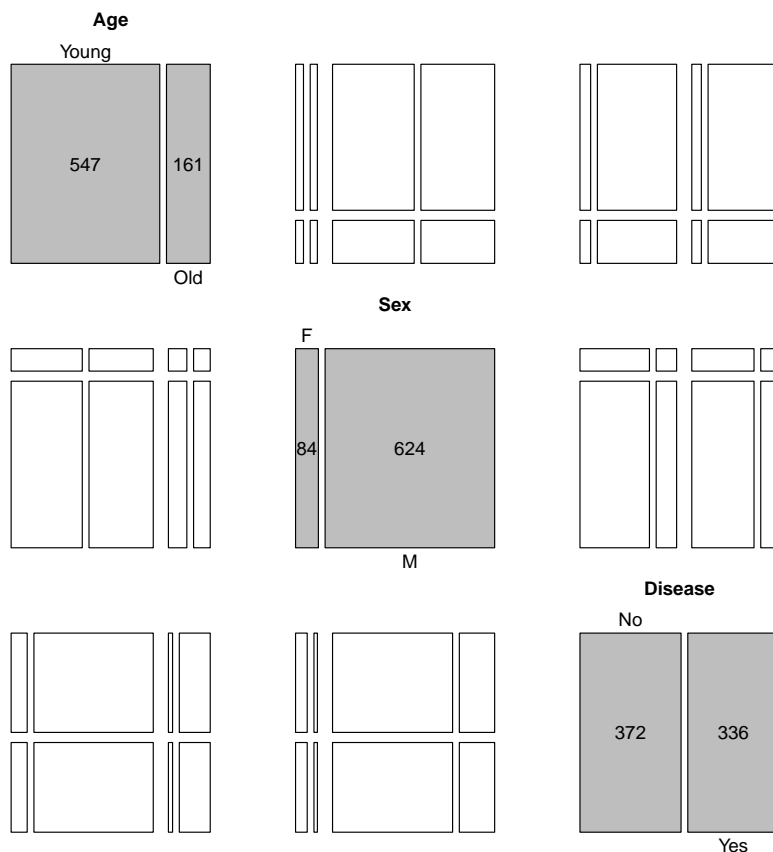 Age
Young
547
161
Old
Sex
F
84
624
M
Disease
No
372
336
Yes